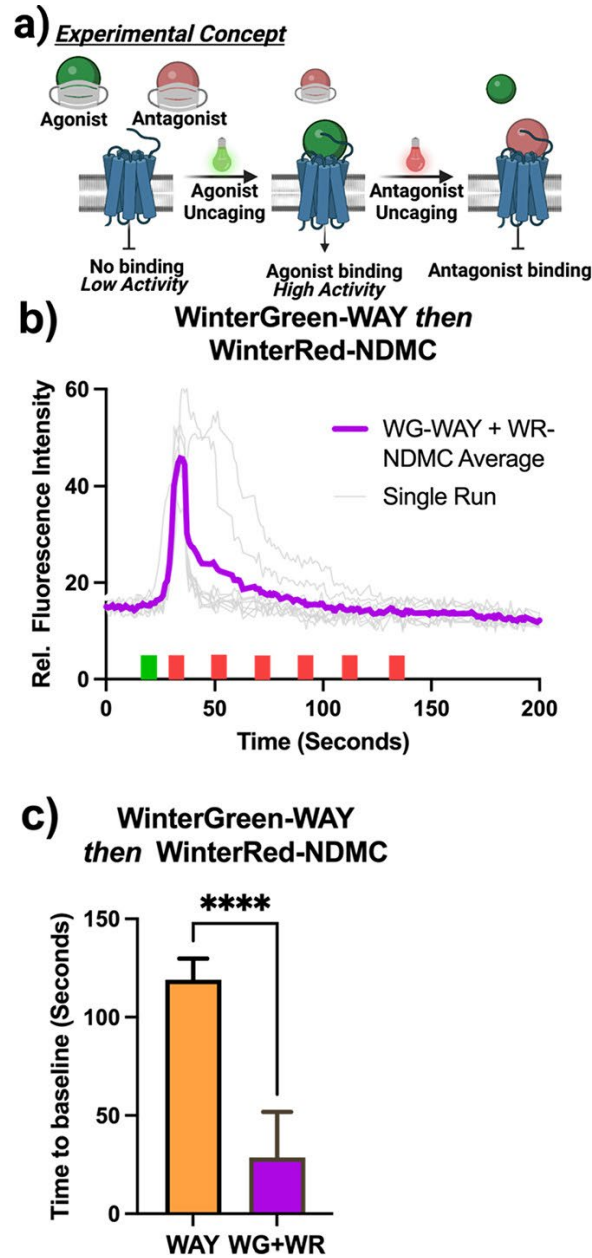 a) Experimental Concept
Agonist
Antagonist
Agonist
Uncaging
Antagonist
Uncaging
No binding
Low Activity
Agonist binding
High Activity
Antagonist binding
b) WinterGreen-WAY then
WinterRed-NDMC
Rel. Fluorescence Intensity
60
40
20
0
WG-WAY + WR-
NDMC Average
Single Run
0 50 100 150 200
Time (Seconds)
c) WinterGreen-WAY
then WinterRed-NDMC
****
Time to baseline (Seconds)
150
100
50
0
WAY WG+WR